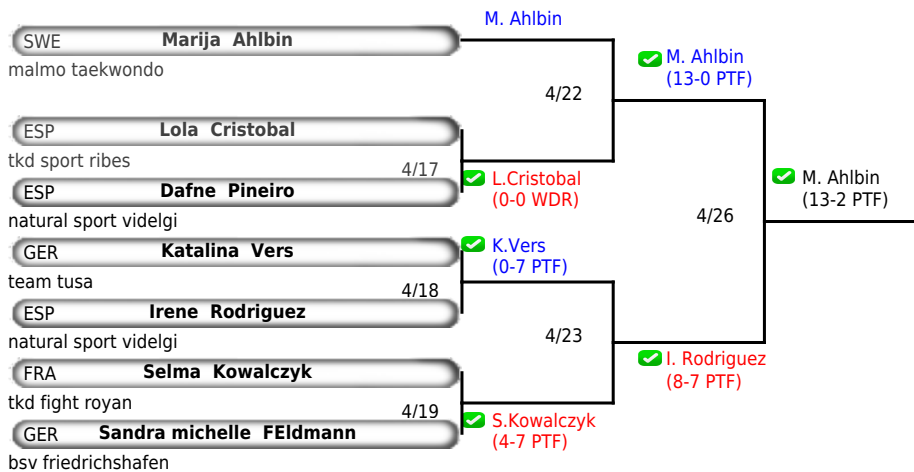 M. Ahlbin
SWE Marija Ahlbin
malmo taekwondo
M. Ahlbin
(13-0 PTF)
4/22
ESP Lola Cristobal
tkd sport ribes
4/17
L.Cristobal
(0-0 WDR)
ESP Dafne Pineiro
natural sport videlgi
M. Ahlbin
(13-2 PTF)
4/26
GER Katalina Vers
team tusa
K.Vers
(0-7 PTF)
4/18
ESP Irene Rodriguez
natural sport videlgi
4/23
I. Rodriguez
(8-7 PTF)
FRA Selma Kowalczyk
tkd fight royan
4/19
S.Kowalczyk
(4-7 PTF)
GER Sandra michelle FEldmann
bsv friedrichshafen